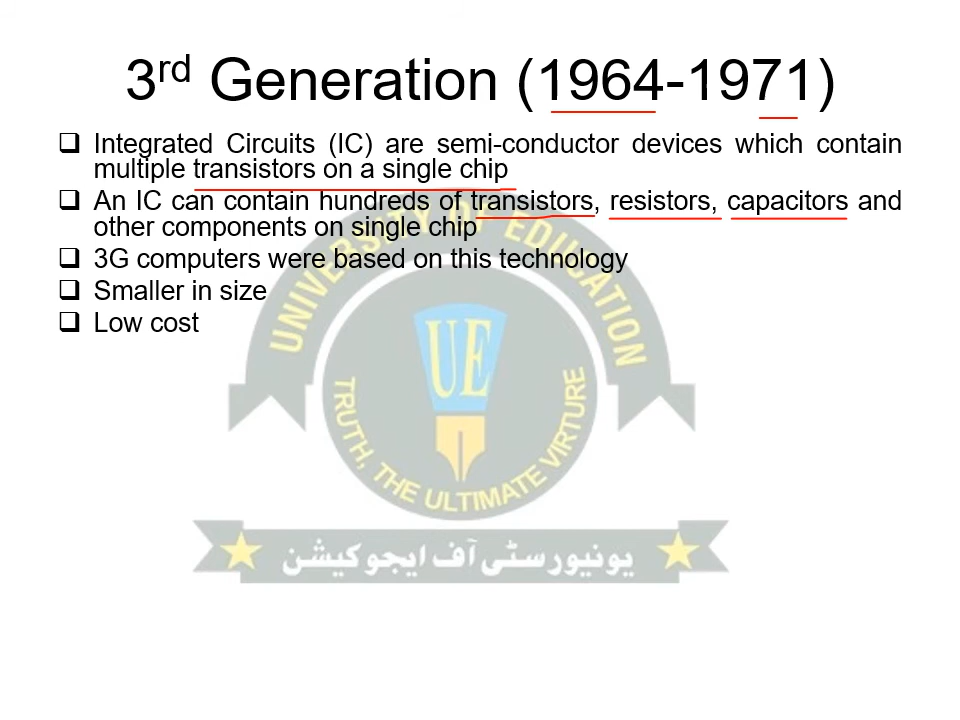 3rd Generation (1964-1971)
❑ Integrated Circuits (IC) are semi-conductor devices which contain
multiple transistors on a single chip
❑ An IC can contain hundreds of transistors, resistors, capacitors and
other components on single chip
❑ 3G computers were based on this technology
❑ Smaller in size
❑ Low cost
UNIVERSITY OF EDUCATION
UE
TRUTH, THE ULTIMATE VIRTURE
یونیورسٹی آف ایجوکیشن